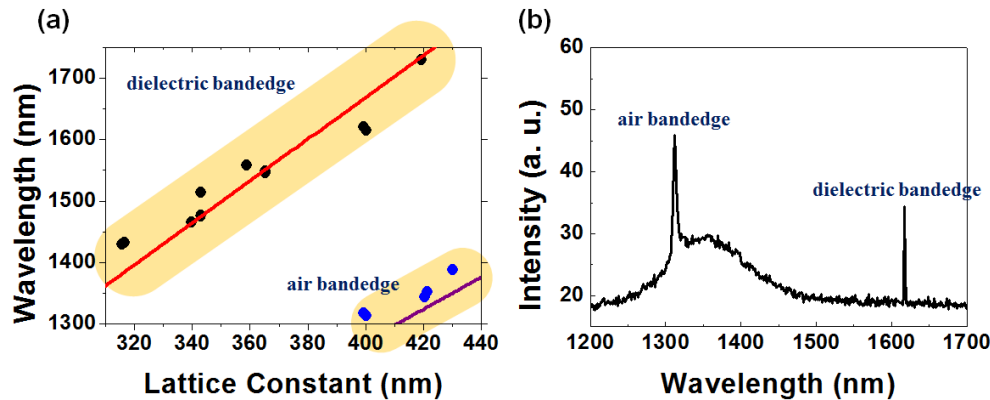 (a)
Wavelength (nm)
1700
1600
1500
1400
1300
dielectric bandedge
air bandedge
320 340 360 380 400 420 440
Lattice Constant (nm)
(b)
Intensity (a. u.)
60
50
40
30
20
air bandedge
dielectric bandedge
1200 1300 1400 1500 1600 1700
Wavelength (nm)